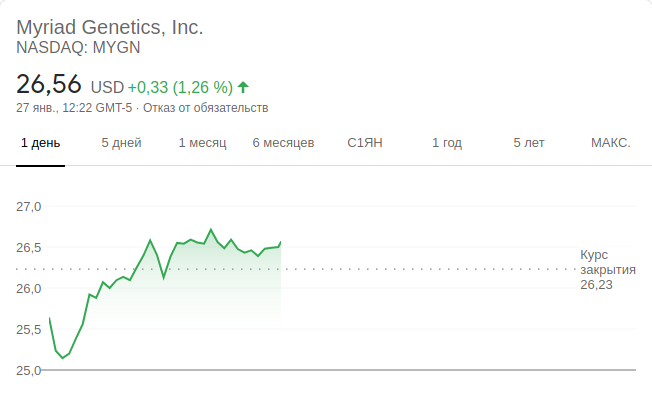 Myriad Genetics, Inc.
NASDAQ: MYGN
26,56 USD +0,33 (1,26 %)
27 янв., 12:22 GMT-5 · Отказ от обязательств
1 день 5 дней 1 месяц 6 месяцев С1ЯН 1 год 5 лет МАКС.
27,0
26,5
Курс
закрытия
26,23
26,0
25,5
25,0